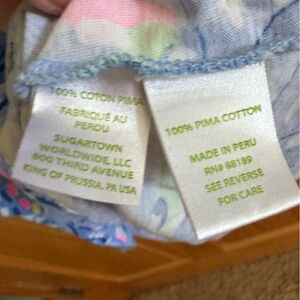 100% COTON PIMA
FABRIQUÉ AU
PEROU
SUGARTOWN
WORLDWIDE, LLC
800 THIRD AVENUE
KING OF PRUSSIA, PA USA
100% PIMA COTTON
MADE IN PERU
RN# 88189
SEE REVERSE
FOR CARE